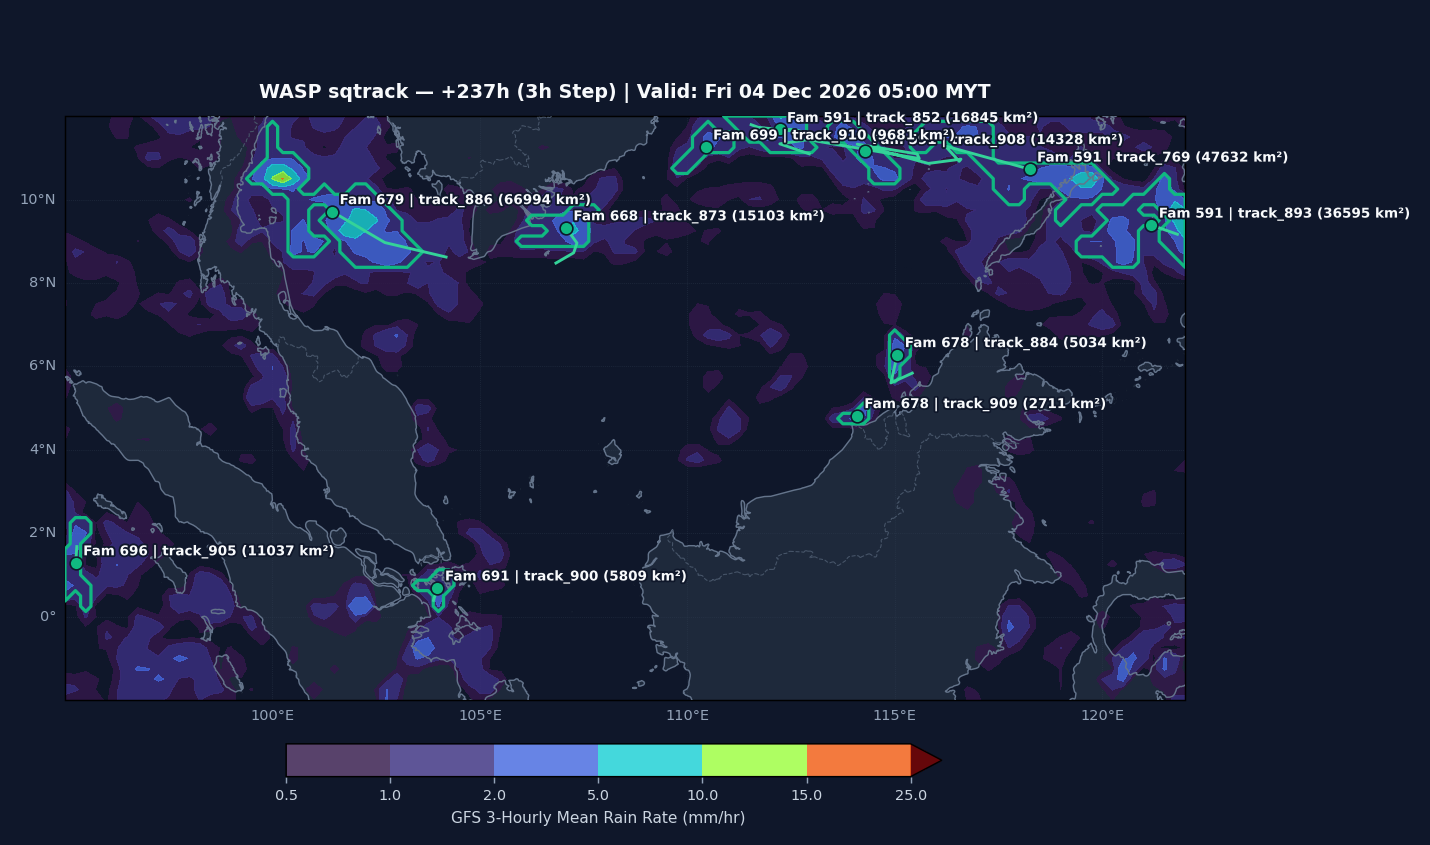 WASP sqtrack — +237h (3h Step) | Valid: Fri 04 Dec 2026 05:00 MYT
Fam 591 | track_852 (16845 km²)
Fam 699 | track_910 (9681 km²)
Fam 591 | track_908 (14328 km²)
Fam 591 | track_769 (47632 km²)
Fam 679 | track_886 (66994 km²)
Fam 668 | track_873 (15103 km²)
Fam 591 | track_893 (36595 km²)
Fam 678 | track_884 (5034 km²)
Fam 678 | track_909 (2711 km²)
Fam 696 | track_905 (11037 km²)
Fam 691 | track_900 (5809 km²)
10°N
8°N
6°N
4°N
2°N
0°
100°E 105°E 110°E 115°E 120°E
0.5 1.0 2.0 5.0 10.0 15.0 25.0
GFS 3-Hourly Mean Rain Rate (mm/hr)